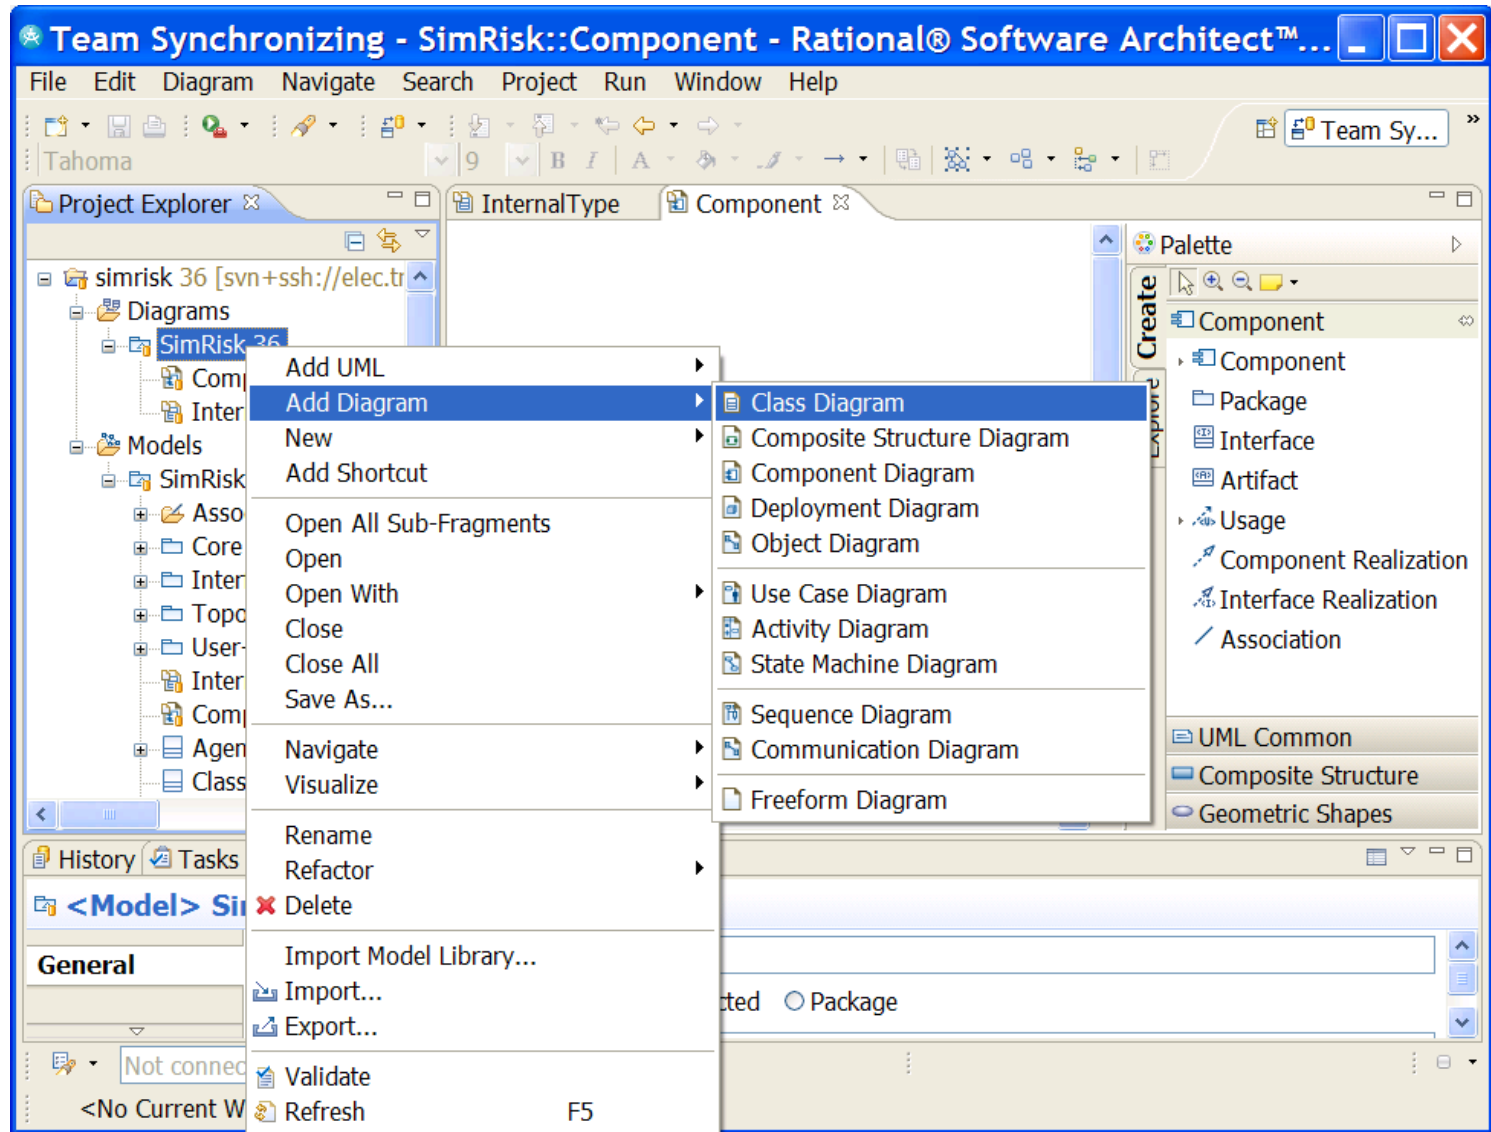 Team Synchronizing - SimRisk::Component - Rational® Software Architect™...
File Edit Diagram Navigate Search Project Run Window Help
Team Sy... »
Tahoma 9 B I A
Project Explorer
InternalType Component
Palette
Create
Explore
simrisk 36 [svn+ssh://elec.tr
Diagrams
SimRisk 36
Comp
Inter
Models
SimRisk
Asso
Core
Inter
Topo
User-
Inter
Comp
Agen
Class
Add UML
Add Diagram
New
Add Shortcut
Open All Sub-Fragments
Open
Open With
Close
Close All
Save As...
Navigate
Visualize
Rename
Refactor
Delete
Import Model Library...
Import...
Export...
Validate
Refresh F5
Class Diagram
Composite Structure Diagram
Component Diagram
Deployment Diagram
Object Diagram
Use Case Diagram
Activity Diagram
State Machine Diagram
Sequence Diagram
Communication Diagram
Freeform Diagram
Component
Component
Package
Interface
Artifact
Usage
Component Realization
Interface Realization
Association
UML Common
Composite Structure
Geometric Shapes
History Tasks
<Model> Sim
General
cted Package
Not connec
<No Current W